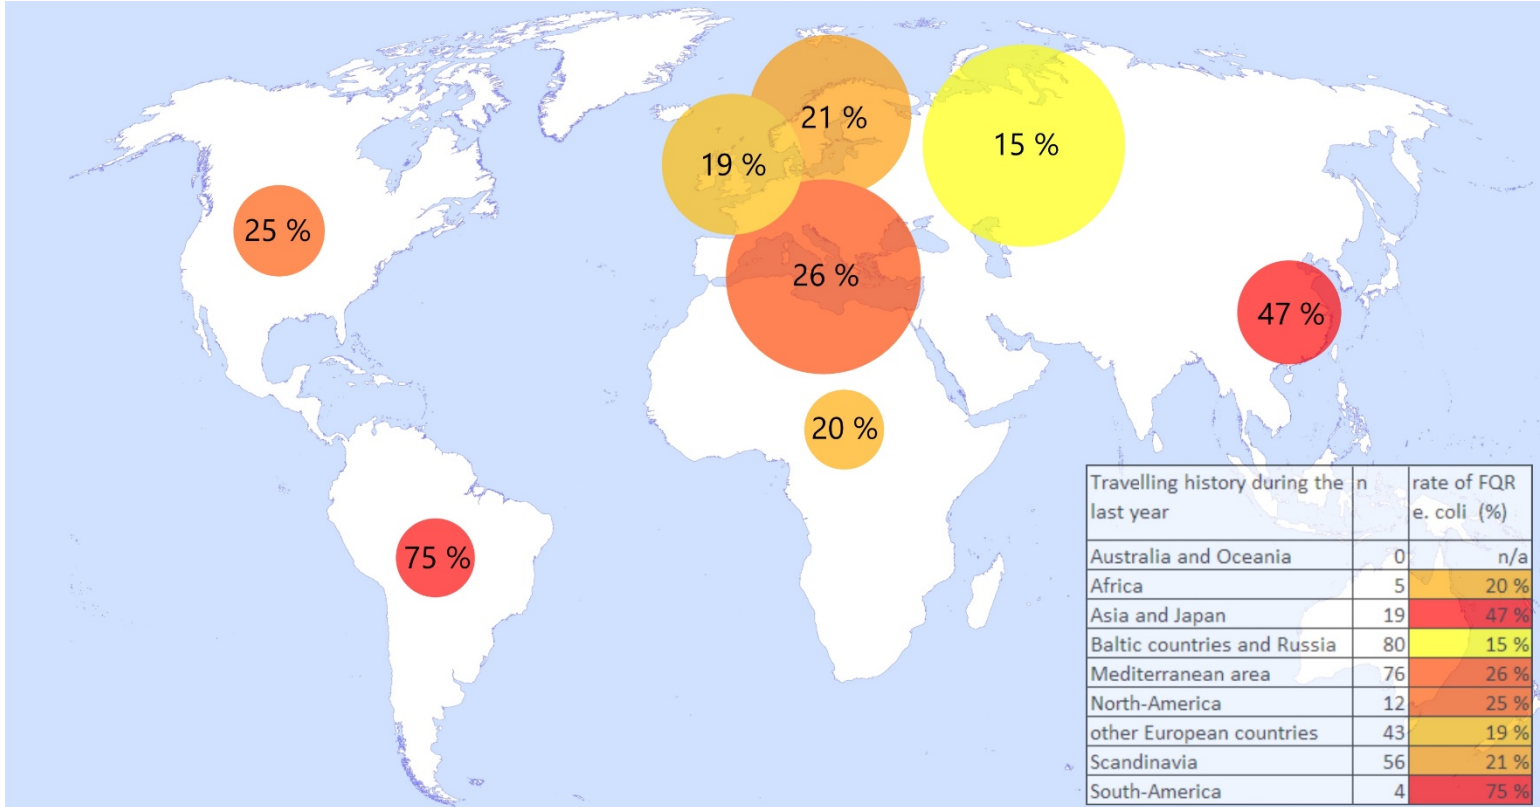 21 %
15 %
19 %
25 %
26 %
47 %
20 %
75 %
Travelling history during the last year n rate of FQR e. coli (%)
Australia and Oceania 0 n/a
Africa 5 20 %
Asia and Japan 19 47 %
Baltic countries and Russia 80 15 %
Mediterranean area 76 26 %
North-America 12 25 %
other European countries 43 19 %
Scandinavia 56 21 %
South-America 4 75 %